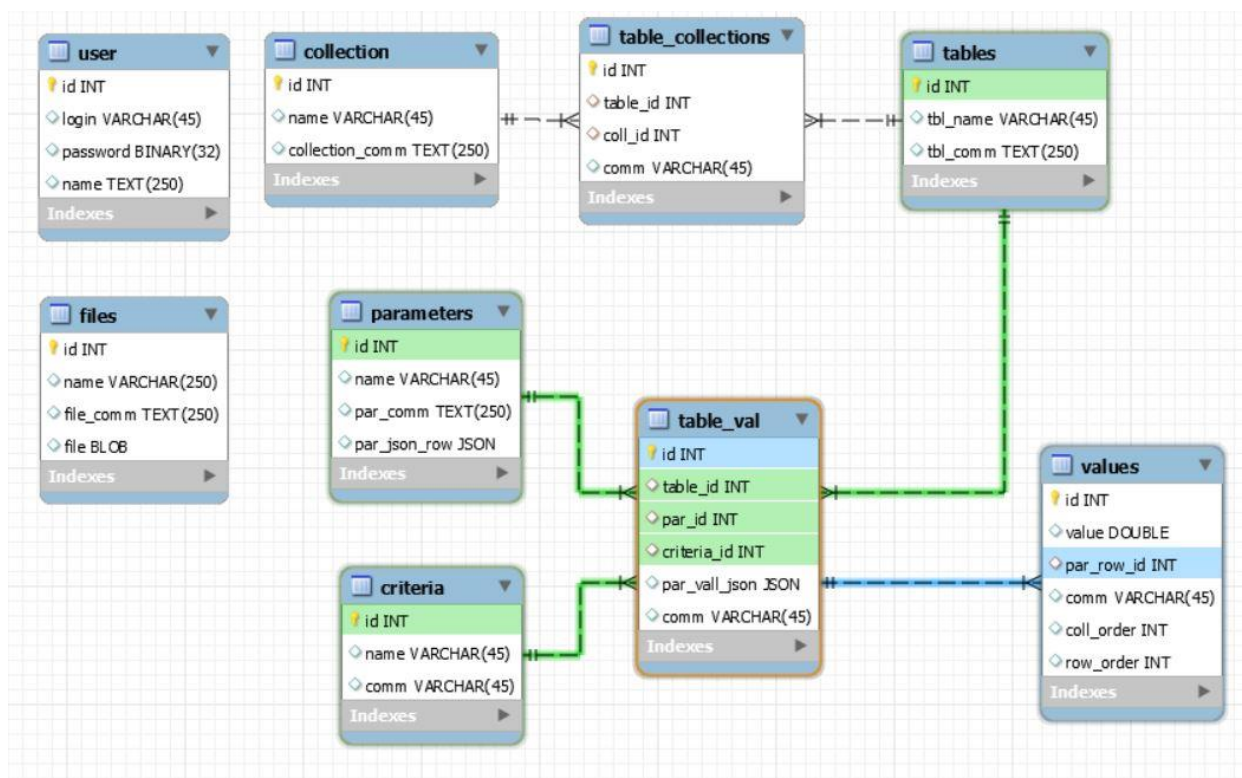 user
id INT
login VARCHAR(45)
password BINARY(32)
name TEXT(250)
Indexes
collection
id INT
name VARCHAR(45)
collection_comm TEXT(250)
Indexes
table_collections
id INT
table_id INT
coll_id INT
comm VARCHAR(45)
Indexes
tables
id INT
tbl_name VARCHAR(45)
tbl_comm TEXT(250)
Indexes
files
id INT
name VARCHAR(250)
file_comm TEXT(250)
file BLOB
Indexes
parameters
id INT
name VARCHAR(45)
par_comm TEXT(250)
par_json_row JSON
Indexes
table_val
id INT
table_id INT
par_id INT
criteria_id INT
par_vall_json JSON
comm VARCHAR(45)
Indexes
values
id INT
value DOUBLE
par_row_id INT
comm VARCHAR(45)
coll_order INT
row_order INT
Indexes
criteria
id INT
name VARCHAR(45)
comm VARCHAR(45)
Indexes